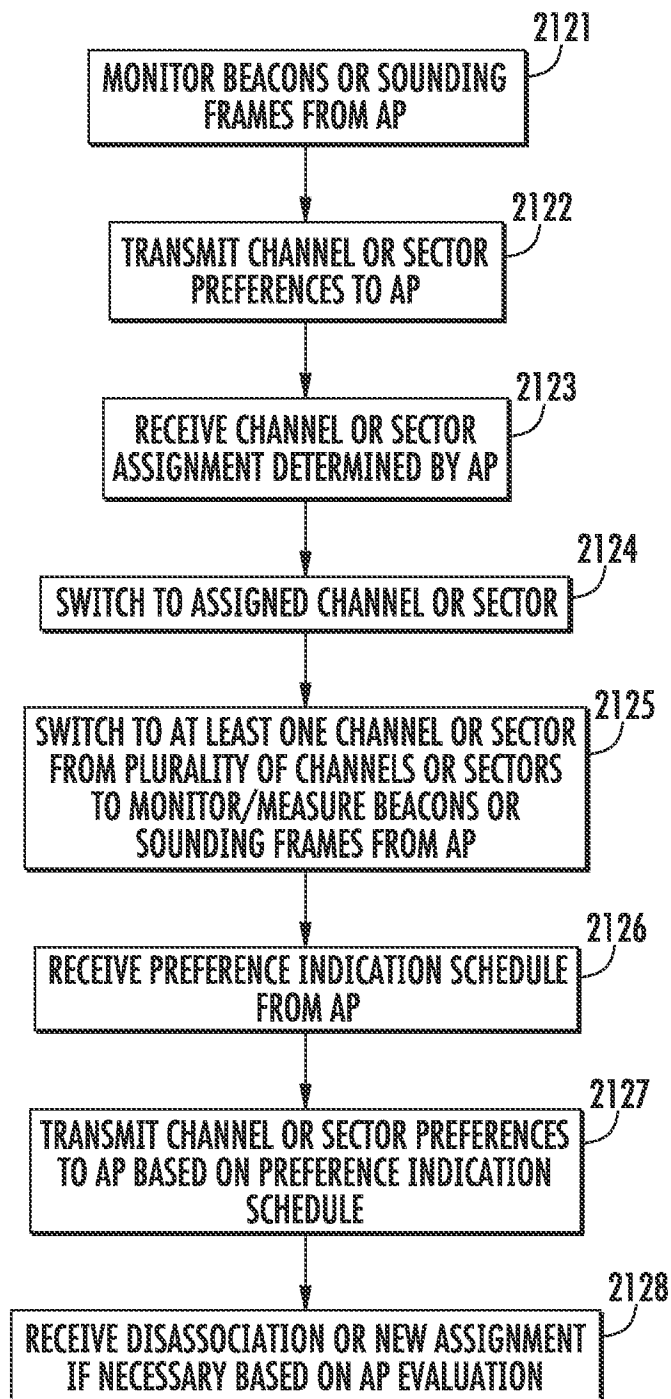 2121
MONITOR BEACONS OR SOUNDING
FRAMES FROM AP
2122
TRANSMIT CHANNEL OR SECTOR
PREFERENCES TO AP
2123
RECEIVE CHANNEL OR SECTOR
ASSIGNMENT DETERMINED BY AP
2124
SWITCH TO ASSIGNED CHANNEL OR SECTOR
2125
SWITCH TO AT LEAST ONE CHANNEL OR SECTOR
FROM PLURALITY OF CHANNELS OR SECTORS
TO MONITOR/MEASURE BEACONS OR
SOUNDING FRAMES FROM AP
2126
RECEIVE PREFERENCE INDICATION SCHEDULE
FROM AP
2127
TRANSMIT CHANNEL OR SECTOR PREFERENCES
TO AP BASED ON PREFERENCE INDICATION
SCHEDULE
2128
RECEIVE DISASSOCIATION OR NEW ASSIGNMENT
IF NECESSARY BASED ON AP EVALUATION